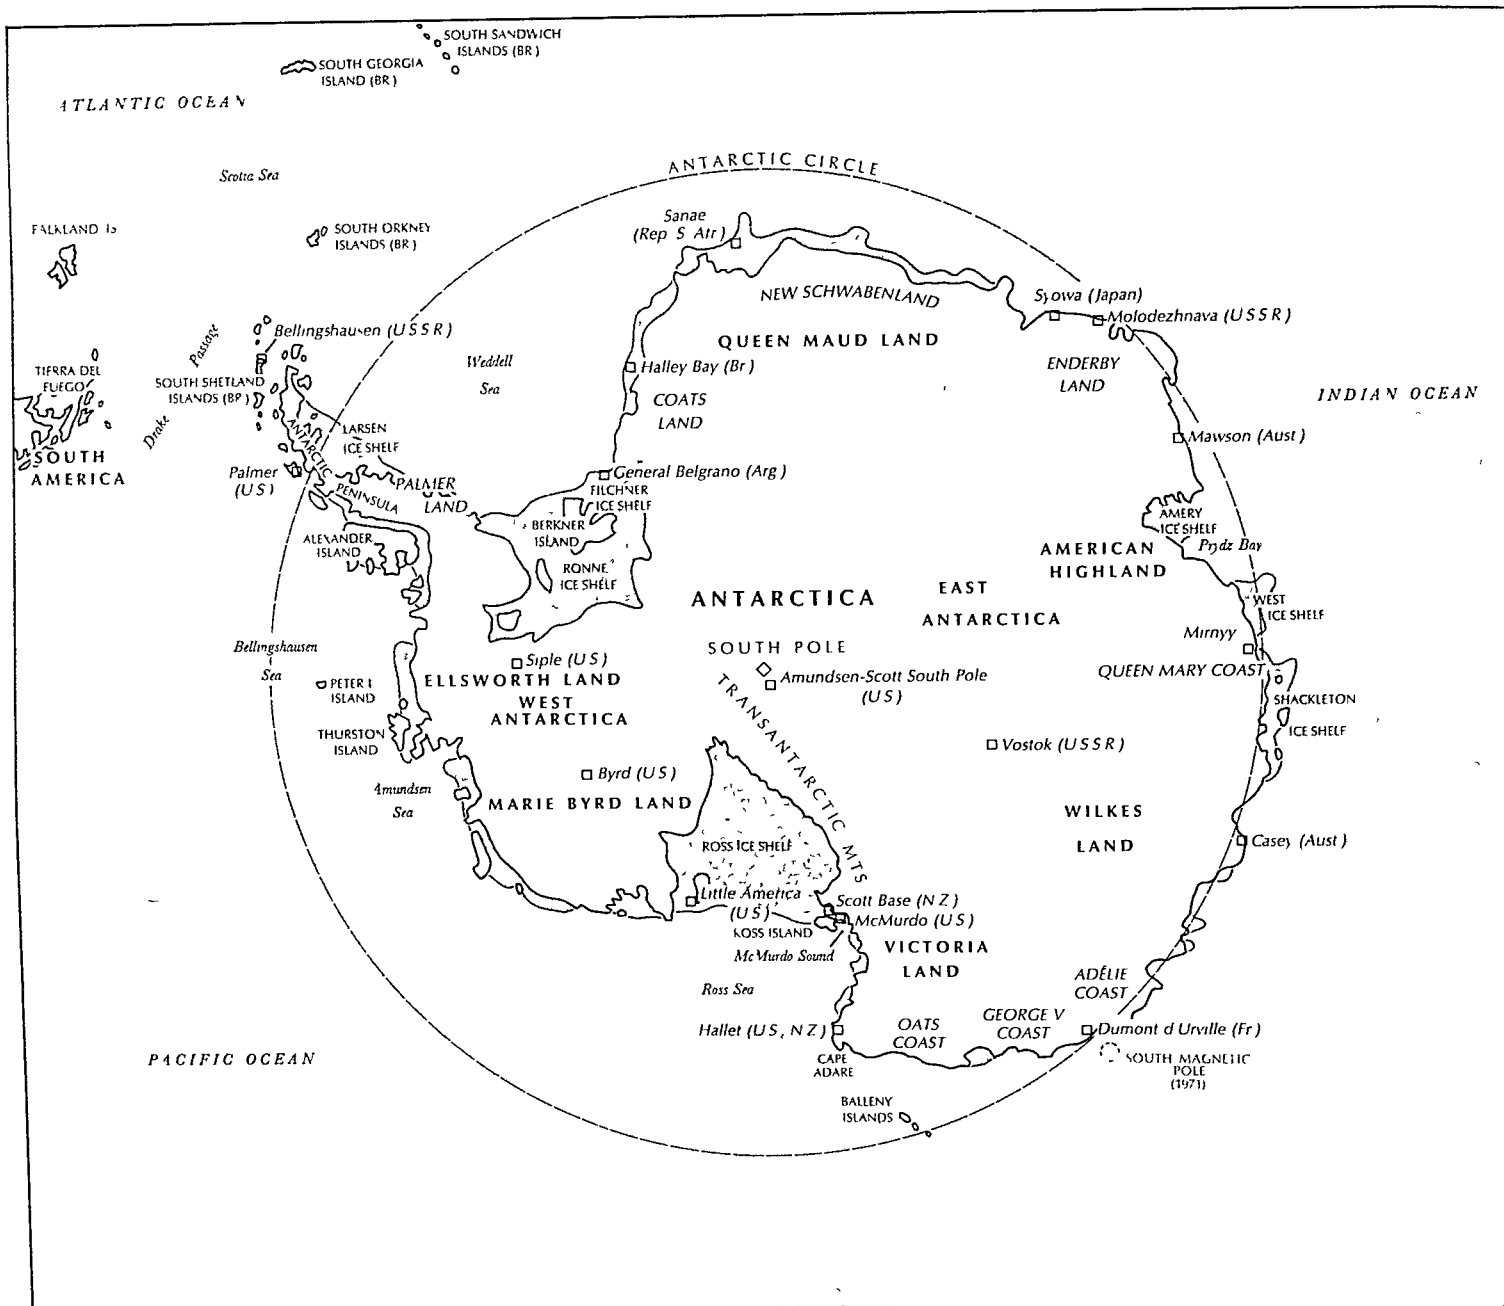 SOUTH SANDWICH
ISLANDS (BR)
SOUTH GEORGIA
ISLAND (BR)
ATLANTIC OCEAN
ANTARCTIC CIRCLE
Scotia Sea
Sanae
(Rep S Afr)
FALKLAND IS
SOUTH ORKNEY
ISLANDS (BR)
NEW SCHWABENLAND
Syowa (Japan)
Molodezhnaya (USSR)
Bellingshausen (USSR)
Drake Passage
QUEEN MAUD LAND
Weddell
Sea
Halley Bay (Br)
ENDERBY
LAND
TIERRA DEL
FUEGO
SOUTH SHETLAND
ISLANDS (BR)
COATS
LAND
INDIAN OCEAN
LARSEN
ICE SHELF
ANTARCTIC
PENINSULA
Mawson (Aust)
SOUTH
AMERICA
Palmer
(US)
PALMER
LAND
General Belgrano (Arg)
FILCHNER
ICE SHELF
BERKNER
ISLAND
AMERY
ICE SHELF
ALEXANDER
ISLAND
Prydz Bay
AMERICAN
HIGHLAND
RONNE
ICE SHELF
ANTARCTICA
EAST
ANTARCTICA
WEST
ICE SHELF
Mirnyy
Bellingshausen
Sea
SOUTH POLE
Siple (US)
QUEEN MARY COAST
PETER I
ISLAND
ELLSWORTH LAND
WEST
ANTARCTICA
Amundsen-Scott South Pole
(US)
TRANSANTARCTIC MTS
SHACKLETON
ICE SHELF
THURSTON
ISLAND
Vostok (USSR)
Byrd (US)
Amundsen
Sea
MARIE BYRD LAND
WILKES
LAND
ROSS ICE SHELF
Casey (Aust)
Little America
(US)
Scott Base (NZ)
McMurdo (US)
ROSS ISLAND
McMurdo Sound
VICTORIA
LAND
Ross Sea
ADÉLIE
COAST
GEORGE V
COAST
OATS
COAST
Hallet (US, NZ)
Dumont d Urville (Fr)
PACIFIC OCEAN
CAPE
ADARE
SOUTH MAGNETIC
POLE
(1971)
BALLENY
ISLANDS